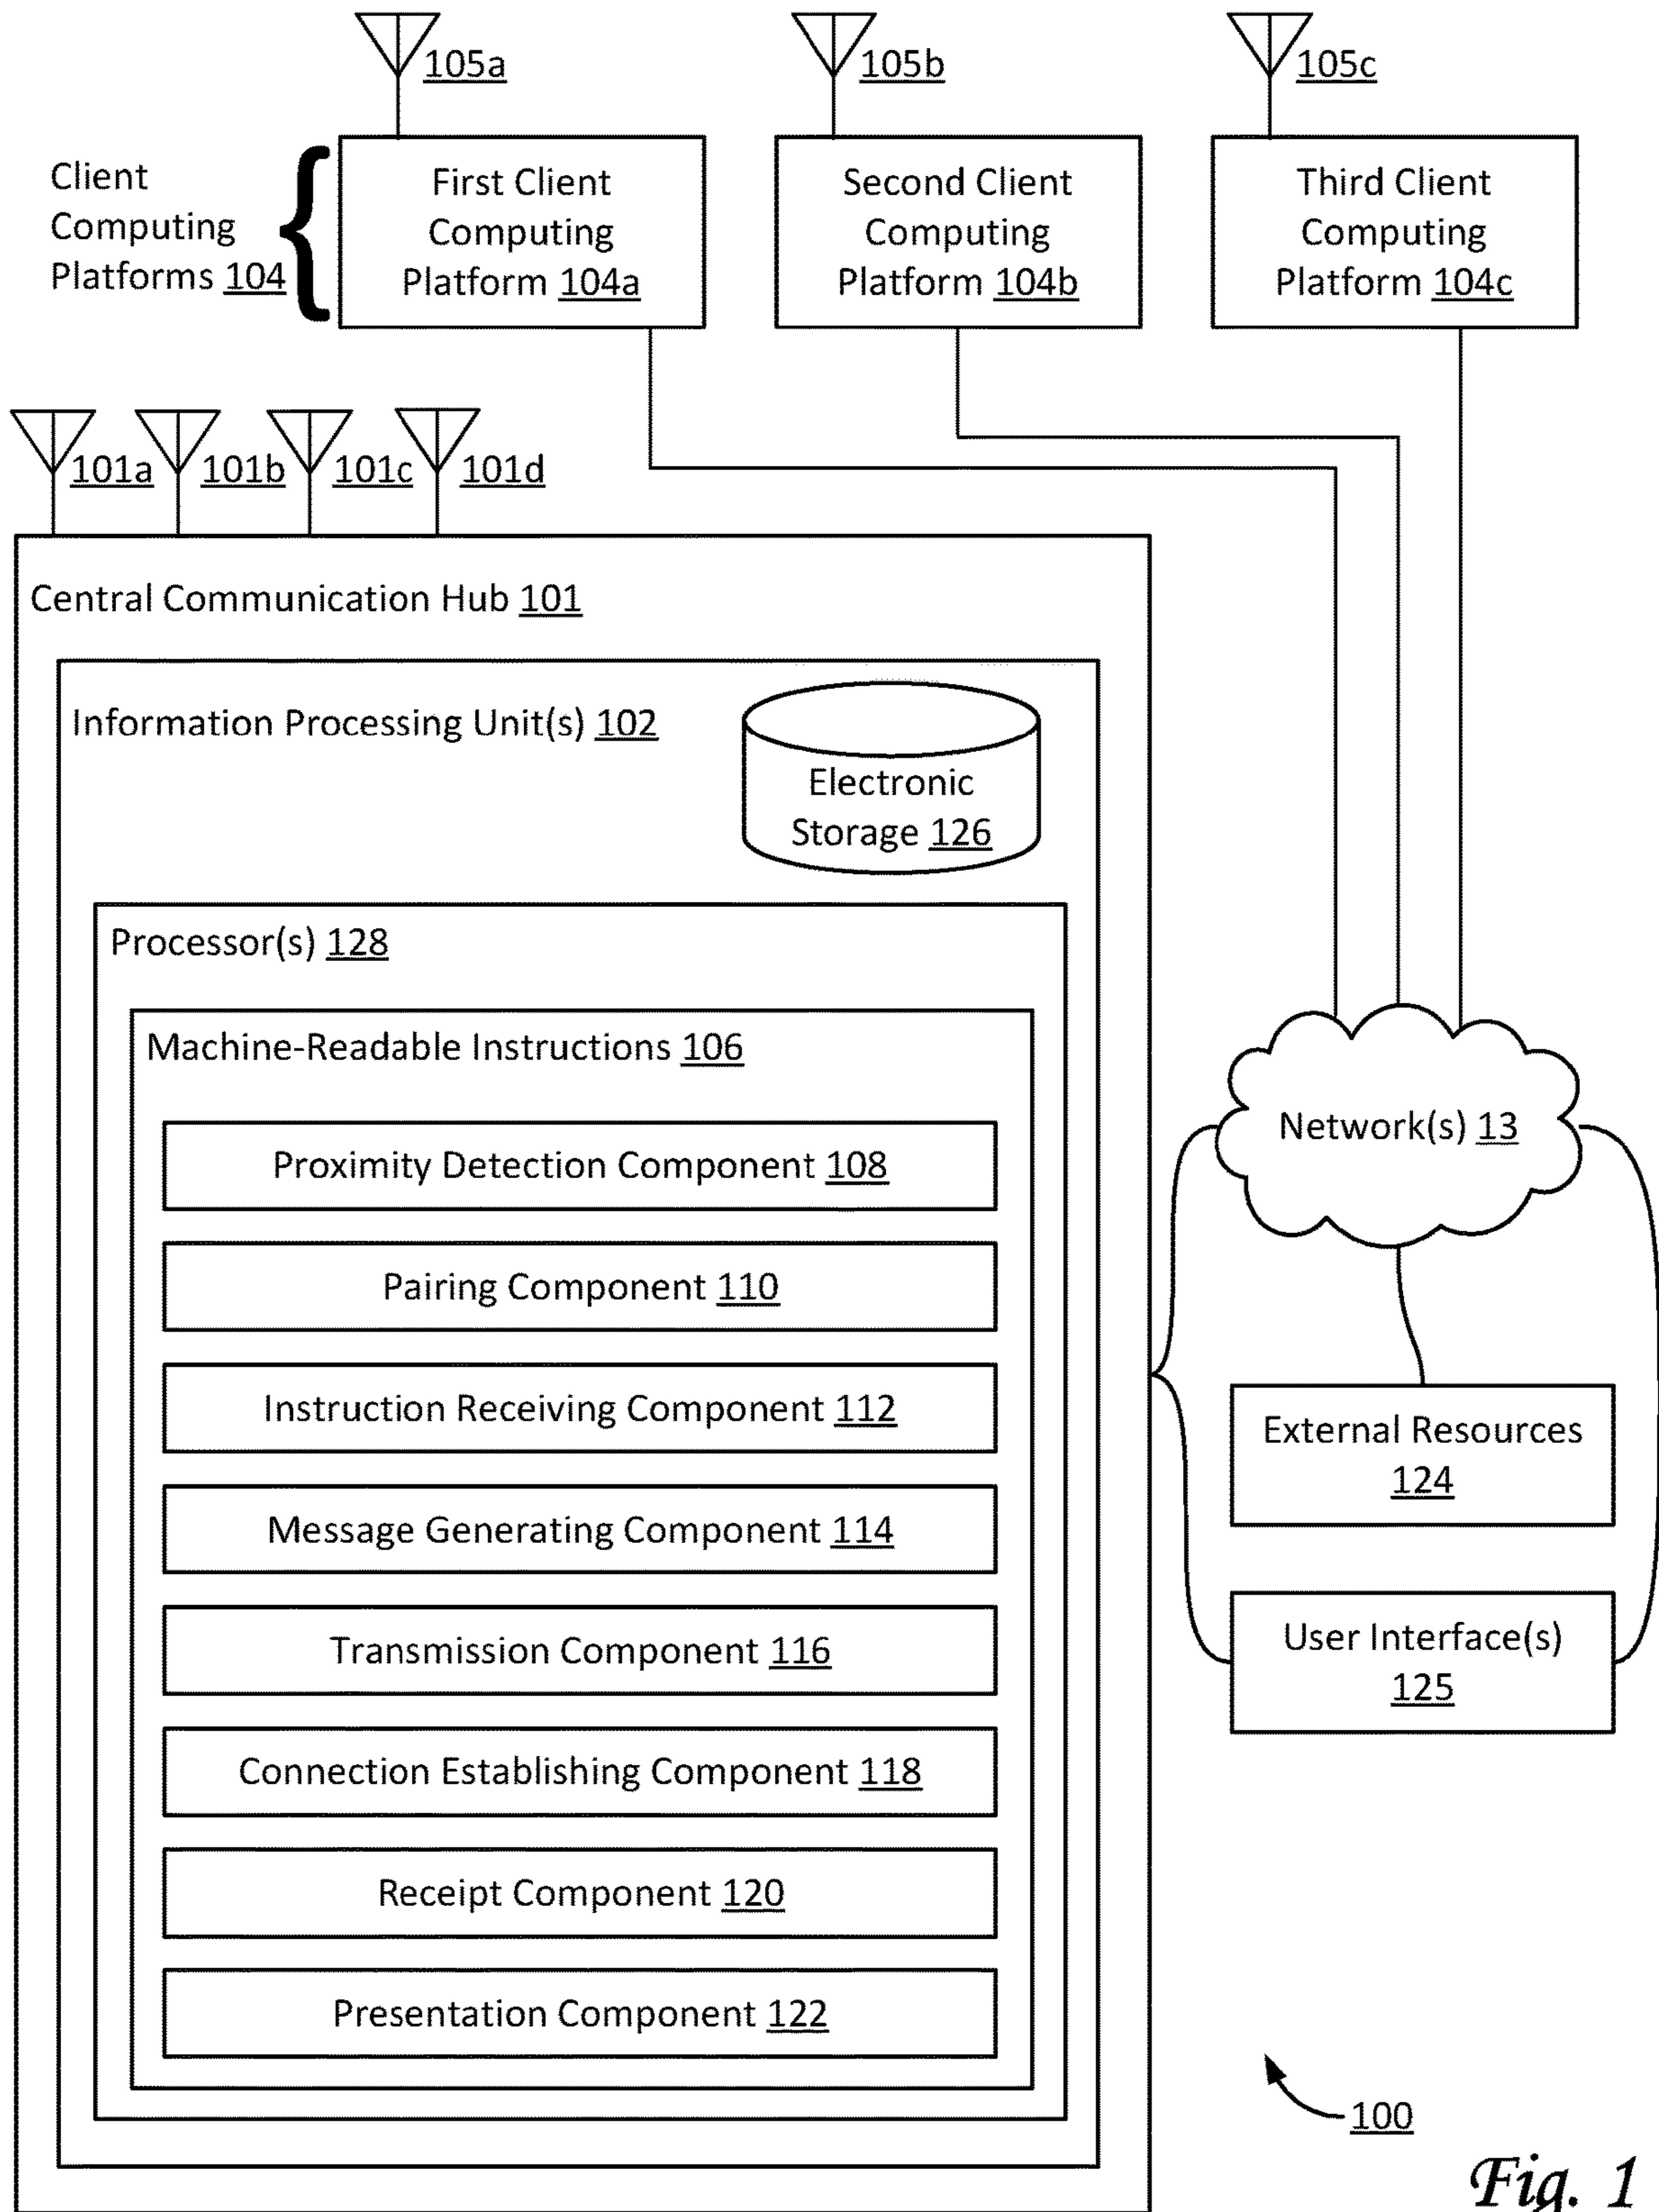 105a
105b
105c
Client
Computing
Platforms 104
First Client
Computing
Platform 104a
Second Client
Computing
Platform 104b
Third Client
Computing
Platform 104c
101a
101b
101c
101d
Central Communication Hub 101
Information Processing Unit(s) 102
Electronic
Storage 126
Processor(s) 128
Machine-Readable Instructions 106
Proximity Detection Component 108
Pairing Component 110
Instruction Receiving Component 112
Message Generating Component 114
Transmission Component 116
Connection Establishing Component 118
Receipt Component 120
Presentation Component 122
Network(s) 13
External Resources
124
User Interface(s)
125
100
Fig. 1